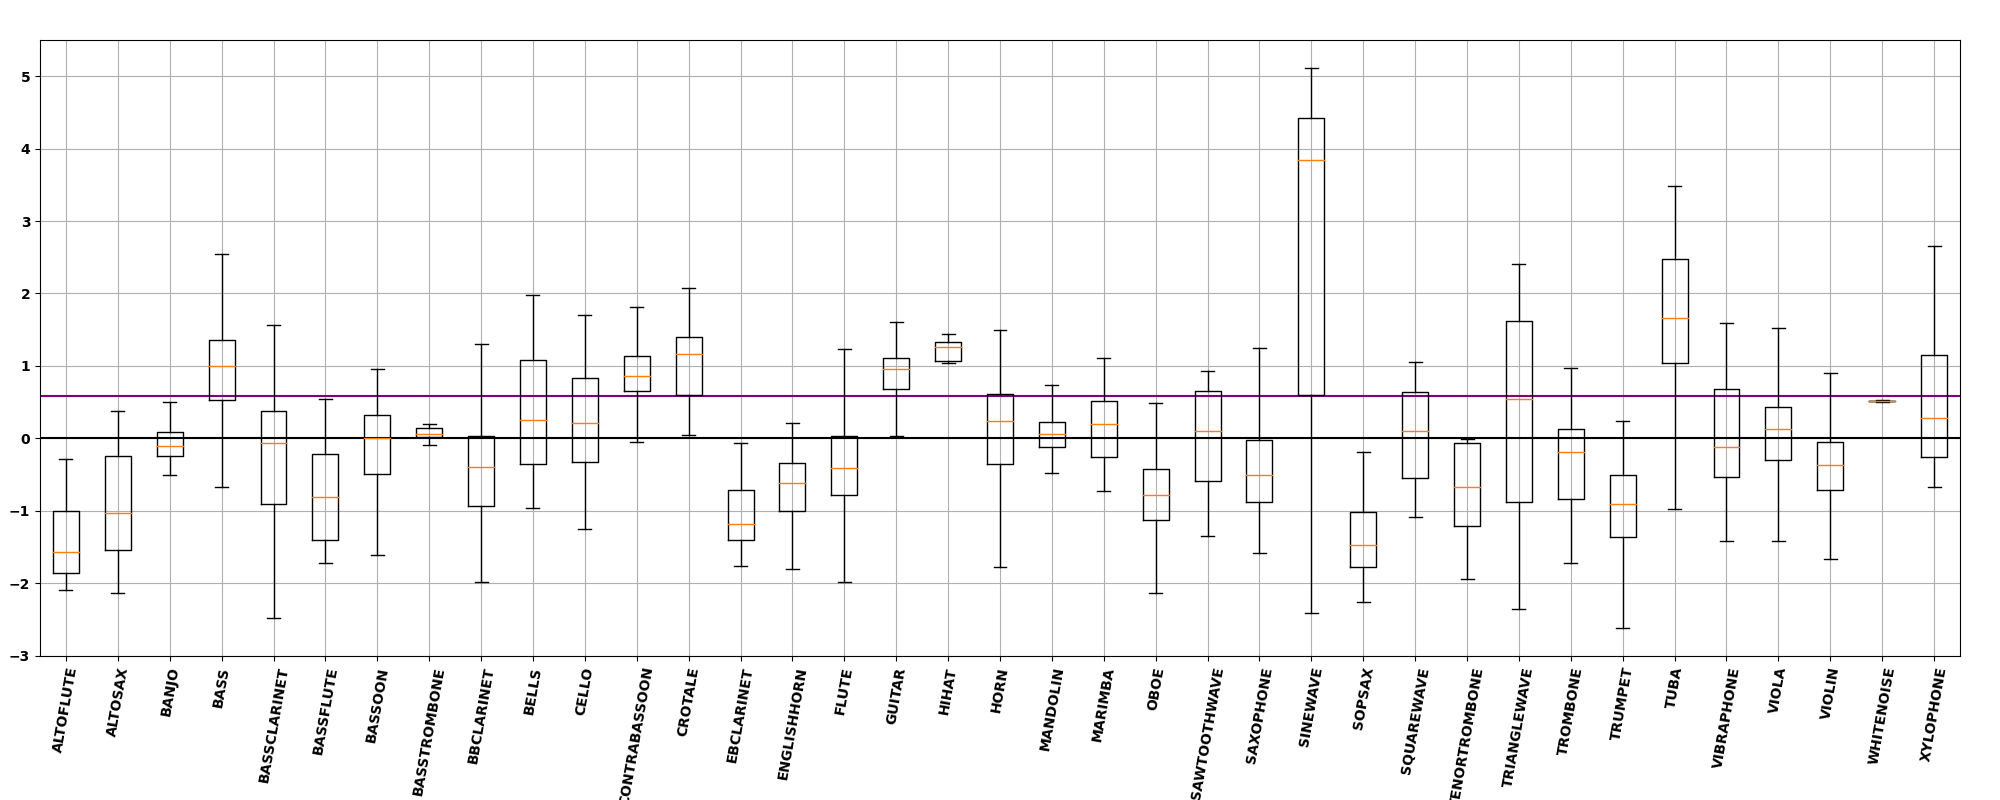 5
4
3
2
1
0
−1
−2
−3
ALTOFLUTE
ALTOSAX
BANJO
BASS
BASSCLARINET
BASSFLUTE
BASSOON
BASSTROMBONE
BBCLARINET
BELLS
CELLO
CONTRABASSOON
CROTALE
EBCLARINET
ENGLISHHORN
FLUTE
GUITAR
HIHAT
HORN
MANDOLIN
MARIMBA
OBOE
SAWTOOTHWAVE
SAXOPHONE
SINEWAVE
SOPSAX
SQUAREWAVE
TENORTROMBONE
TRIANGLEWAVE
TROMBONE
TRUMPET
TUBA
VIBRAPHONE
VIOLA
VIOLIN
WHITENOISE
XYLOPHONE